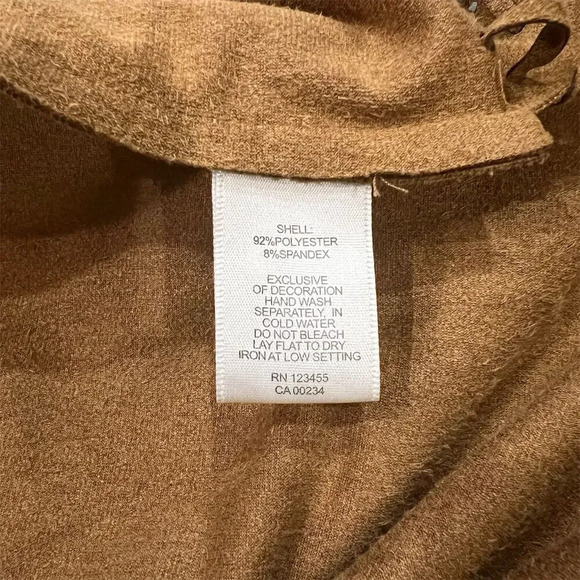 SHELL:
92%POLYESTER
8%SPANDEX
EXCLUSIVE
OF DECORATION
HAND WASH
SEPARATELY, IN
COLD WATER
DO NOT BLEACH
LAY FLAT TO DRY
IRON AT LOW SETTING
RN 123455
CA 00234